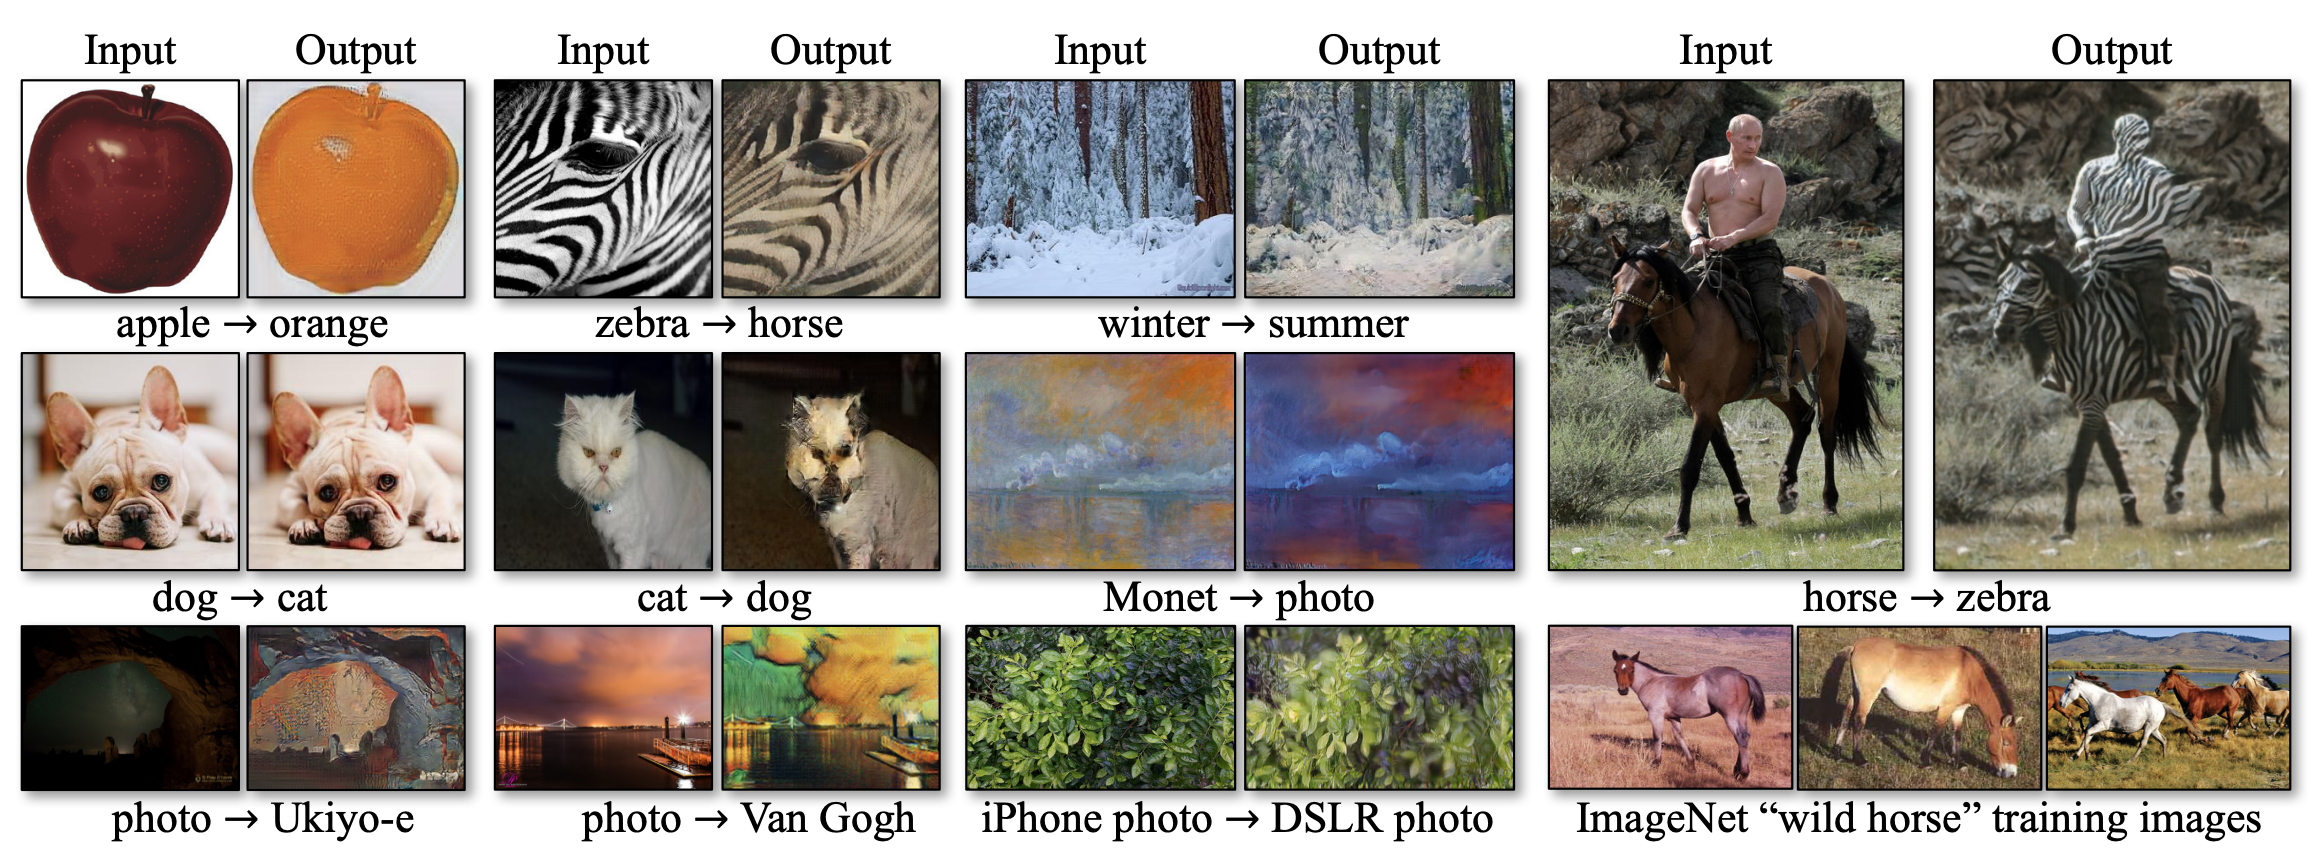 Input Output Input Output Input Output Input Output
apple → orange zebra → horse winter → summer
dog → cat cat → dog Monet → photo horse → zebra
photo → Ukiyo-e photo → Van Gogh iPhone photo → DSLR photo ImageNet “wild horse” training images